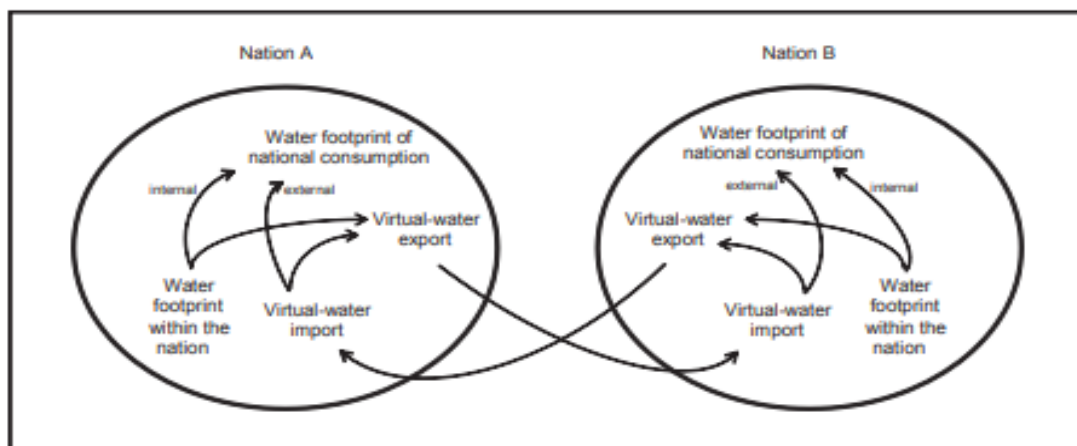 Nation A
Nation B
Water footprint of
national consumption
internal
external
Virtual-water
export
Water
footprint
within the
nation
Virtual-water
import
Water footprint of
national consumption
external
internal
Virtual-water
export
Virtual-water
import
Water
footprint
within the
nation